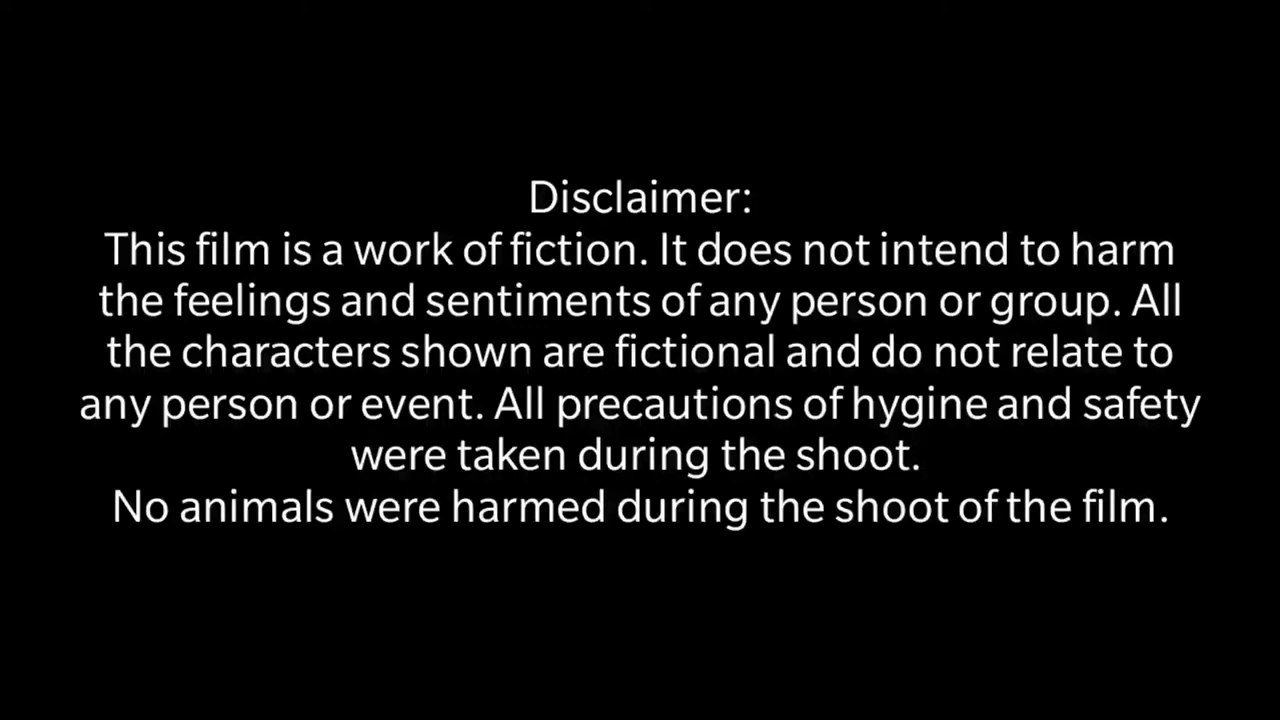 Disclaimer:
This film is a work of fiction. It does not intend to harm
the feelings and sentiments of any person or group. All
the characters shown are fictional and do not relate to
any person or event. All precautions of hygine and safety
were taken during the shoot.
No animals were harmed during the shoot of the film.